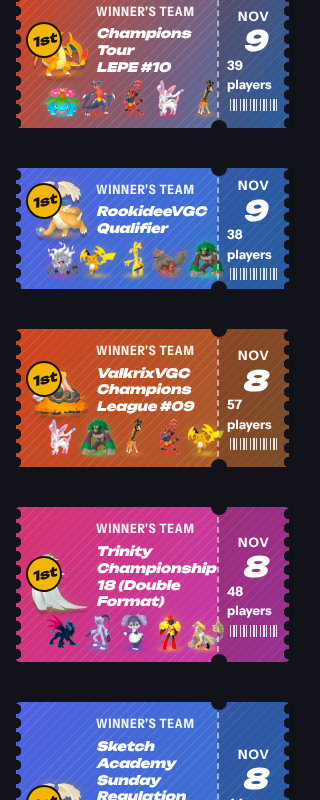 WINNER'S TEAM
Champions
Tour
LEPE #10
1st
NOV
9
39
players
WINNER'S TEAM
RookideeVGC
Qualifier
1st
NOV
9
38
players
WINNER'S TEAM
ValkrixVGC
Champions
League #09
1st
NOV
8
57
players
WINNER'S TEAM
Trinity
Championship
18 (Double
Format)
1st
NOV
8
48
players
WINNER'S TEAM
Sketch
Academy
Sunday
Regulation
1st
NOV
8